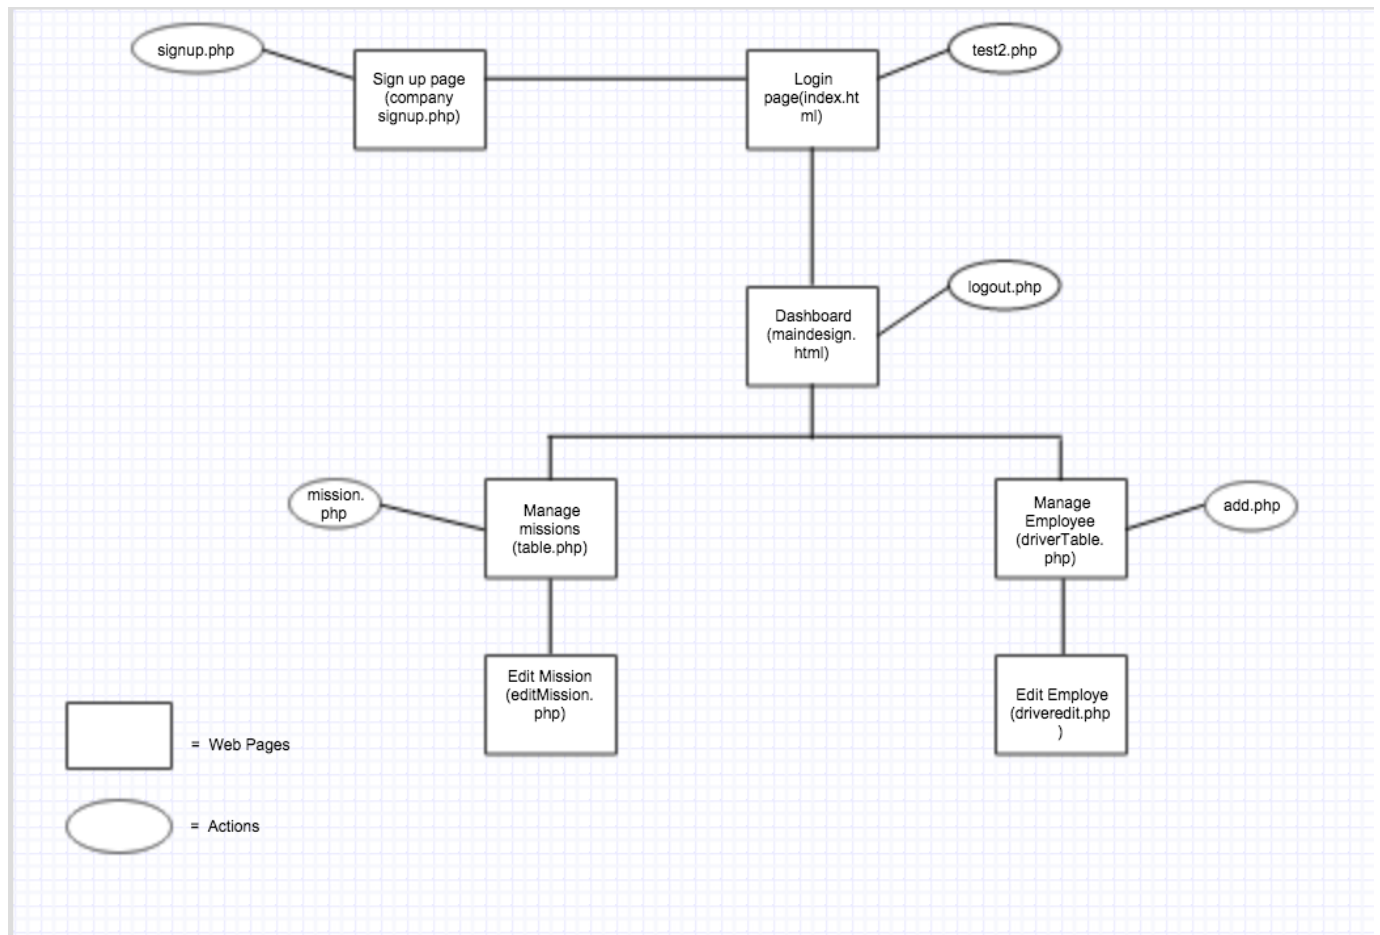 signup.php
Sign up page
(company
signup.php)
Login
page(index.ht
ml)
test2.php
Dashboard
(maindesign.
html)
logout.php
mission.
php
Manage
missions
(table.php)
Manage
Employee
(driverTable.
php)
add.php
Edit Mission
(editMission.
php)
Edit Employe
(driveredit.php
)
= Web Pages
= Actions